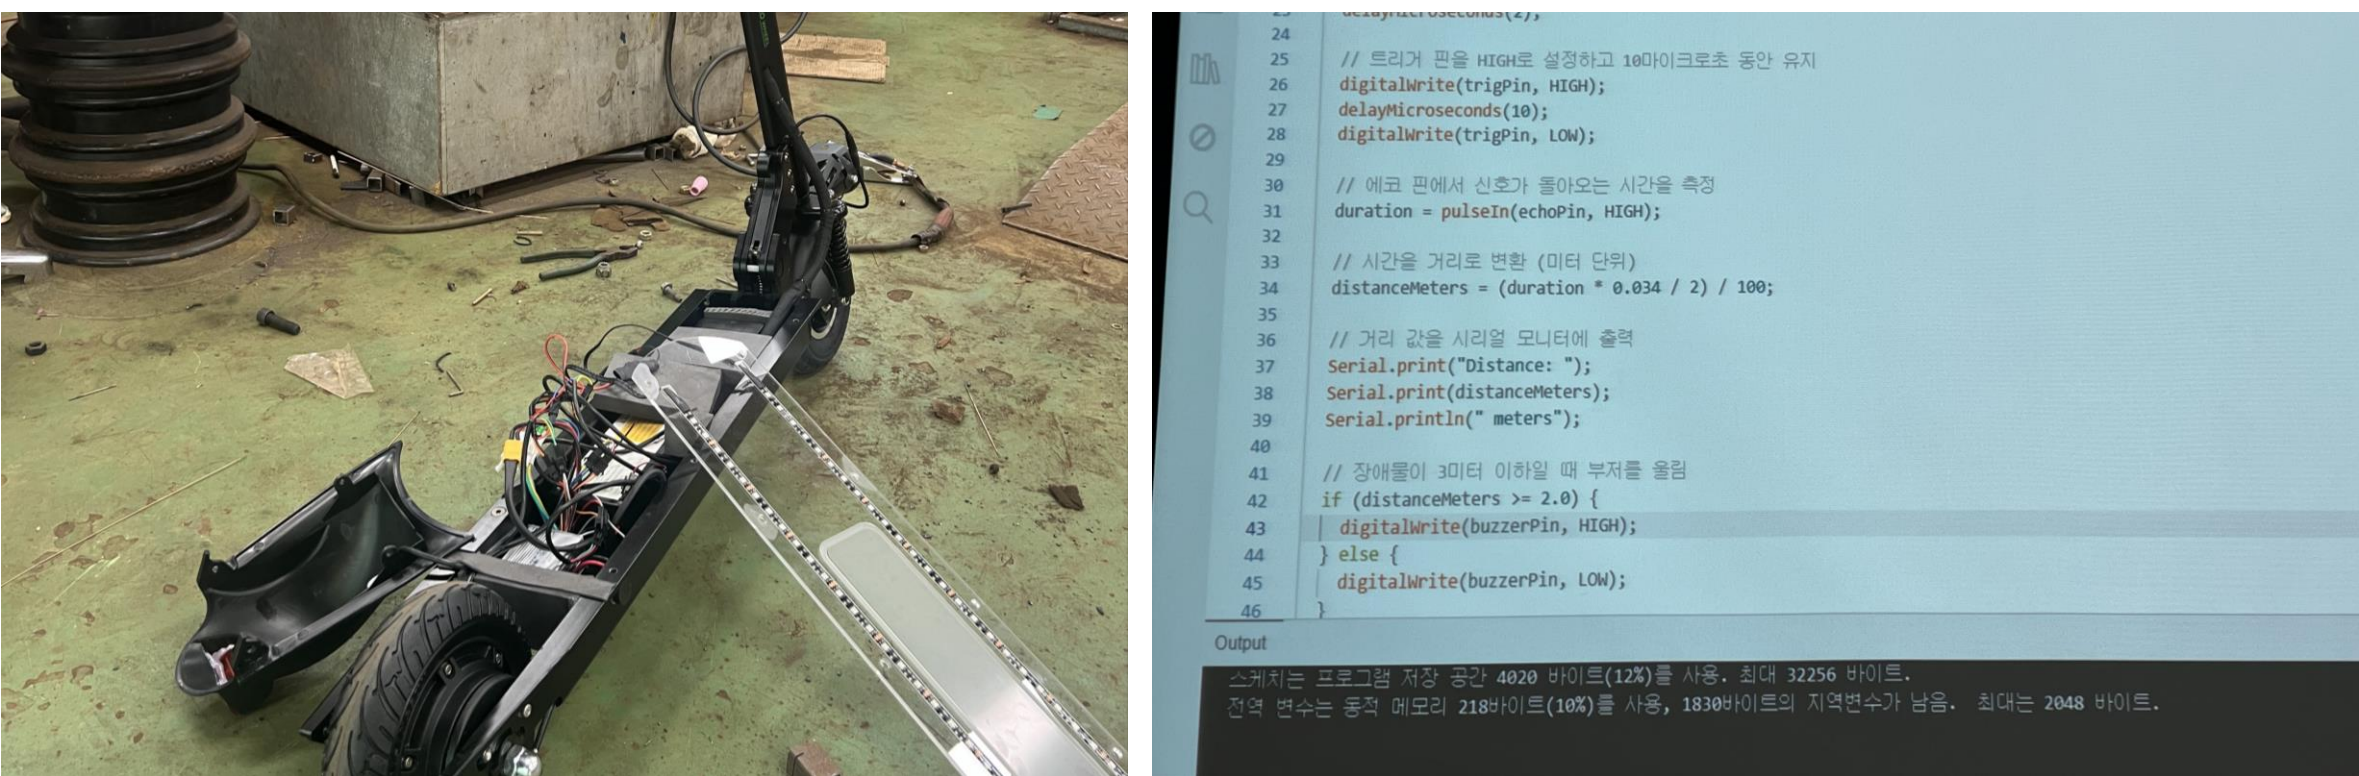 23 delayMicroseconds(2);
24
25 // 트리거 핀을 HIGH로 설정하고 10마이크로초 동안 유지
26 digitalWrite(trigPin, HIGH);
27 delayMicroseconds(10);
28 digitalWrite(trigPin, LOW);
29
30 // 에코 핀에서 신호가 돌아오는 시간을 측정
31 duration = pulseIn(echoPin, HIGH);
32
33 // 시간을 거리로 변환 (미터 단위)
34 distanceMeters = (duration * 0.034 / 2) / 100;
35
36 // 거리 값을 시리얼 모니터에 출력
37 Serial.print("Distance: ");
38 Serial.print(distanceMeters);
39 Serial.println(" meters");
40
41 // 장애물이 3미터 이하일 때 부저를 울림
42 if (distanceMeters >= 2.0) {
43 digitalWrite(buzzerPin, HIGH);
44 } else {
45 digitalWrite(buzzerPin, LOW);
46 }
Output
스케치는 프로그램 저장 공간 4020 바이트(12%)를 사용. 최대 32256 바이트.
전역 변수는 동적 메모리 218바이트(10%)를 사용, 1830바이트의 지역변수가 남음. 최대는 2048 바이트.